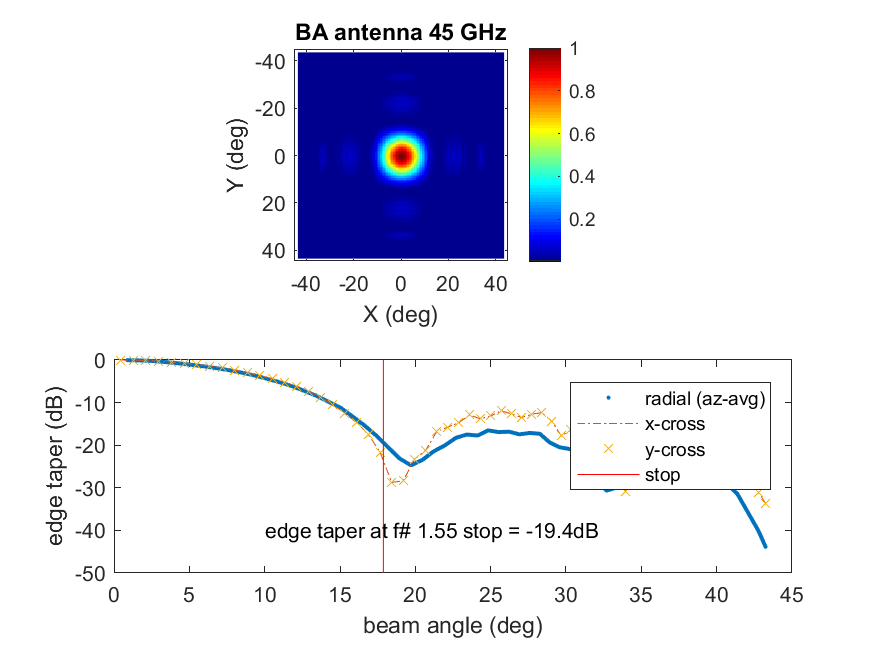 BA antenna 45 GHz
-40
-20
0
20
40
Y (deg)
-40 -20 0 20 40
X (deg)
1
0.8
0.6
0.4
0.2
0
-10
-20
-30
-40
-50
edge taper (dB)
radial (az-avg)
x-cross
y-cross
stop
edge taper at f# 1.55 stop = -19.4dB
0 5 10 15 20 25 30 35 40 45
beam angle (deg)